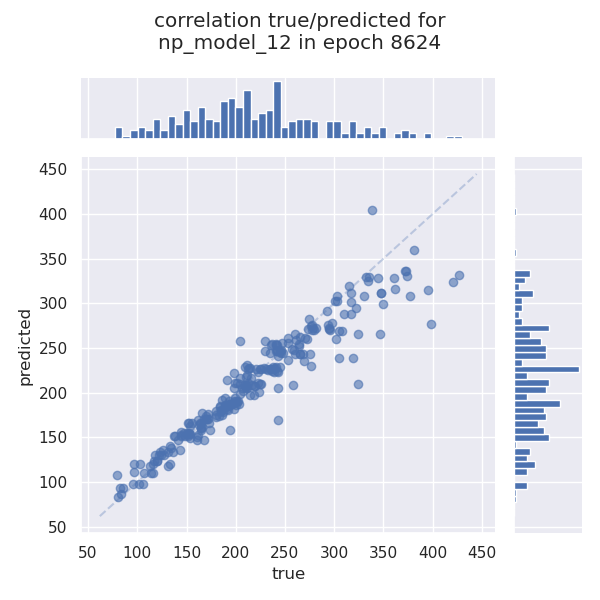 correlation true/predicted for
np_model_12 in epoch 8624
450
400
350
300
250
200
150
100
50
predicted
50 100 150 200 250 300 350 400 450
true